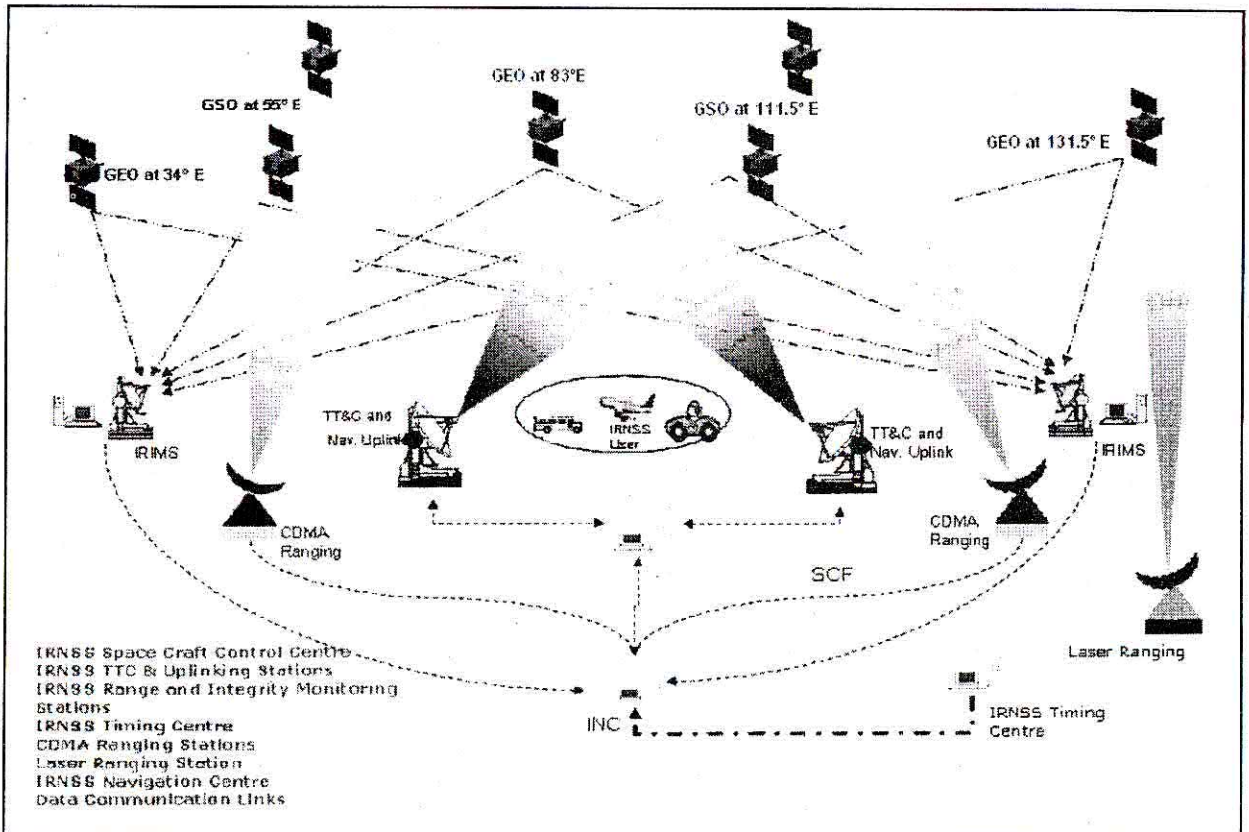 GEO at 83°E
GSO at 55° E
GSO at 111.5° E
GEO at 131.5° E
GEO at 34° E
TT&C and
Nav. Uplink
IRNSS
User
TT&C and
Nav. Uplink
IRIMS
IRIMS
CDMA
Ranging
CDMA
Ranging
SCF
Laser Ranging
IRNSS Space Craft Control Centre
IRNSS TTC & Uplinking Stations
IRNSS Range and Integrity Monitoring
Stations
IRNSS Timing Centre
CDMA Ranging Stations
Laser Ranging Station
IRNSS Navigation Centre
Data Communication Links
INC
IRNSS Timing
Centre